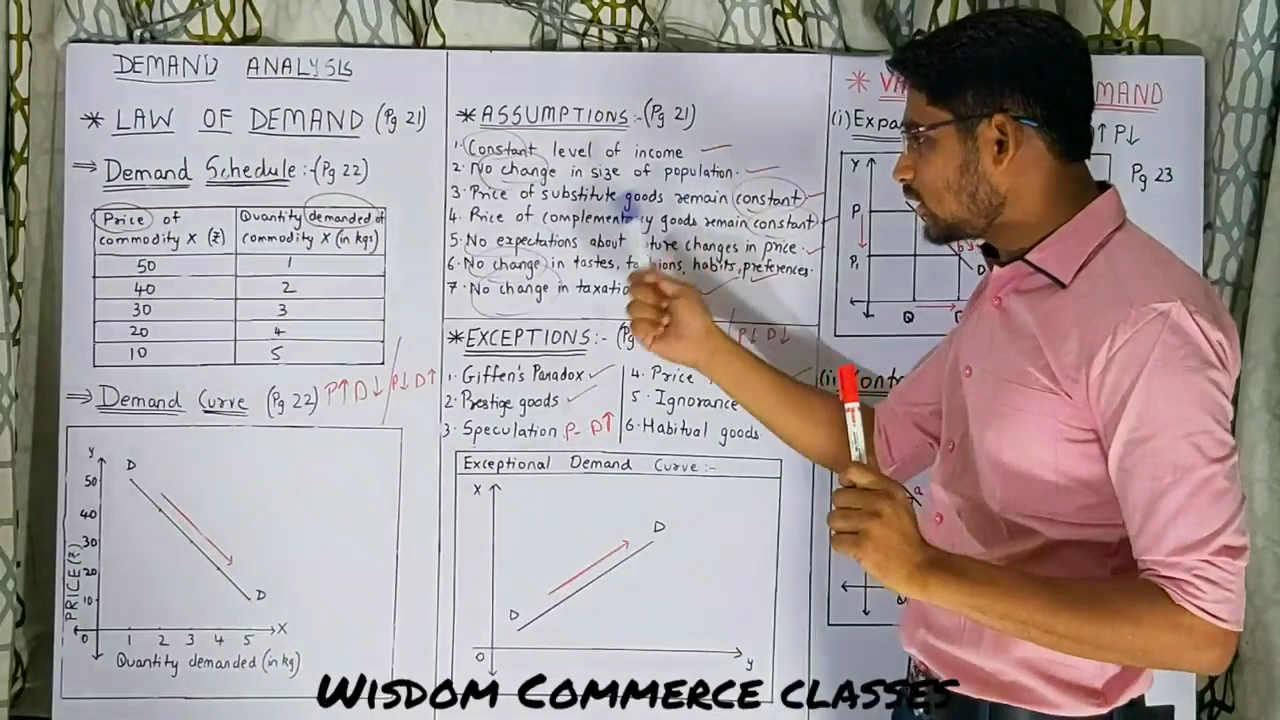 DEMAND ANALYSIS
* LAW OF DEMAND (Pg 21)
⇒ Demand Schedule :- (Pg 22)
Price of commodity X (₹) | Quantity demanded of commodity X (in kgs)
50 1
40 2
30 3
20 4
10 5
⇒ Demand Curve (Pg 22) P↑ D↓ / P↓ D↑
Y
D
50
40
30
20
10
0
PRICE (₹)
D
1 2 3 4 5 X
Quantity demanded (in kg)
* ASSUMPTIONS :- (Pg 21)
1. Constant level of income
2. No change in size of population.
3. Price of substitute goods remain constant
4. Price of goods remain constant
5. No expectations about changes in price.
6. No change in tastes, habits, preferences.
7. No change in
* EXCEPTIONS :- (Pg
P↓ D↓
1. Giffen's Paradox
2. Prestige goods
3. Speculation P- D↑
4. Price
5. Ignorance
6. Habitual goods.
Exceptional Demand Curve :-
X
D
D
0
y
* VA MAND
(i) Expa ↑ P↓
Pg 23
Y
P
P₁
b
D
Q
(ii) Cont
a
Q
WISDOM COMMERCE CLASSES